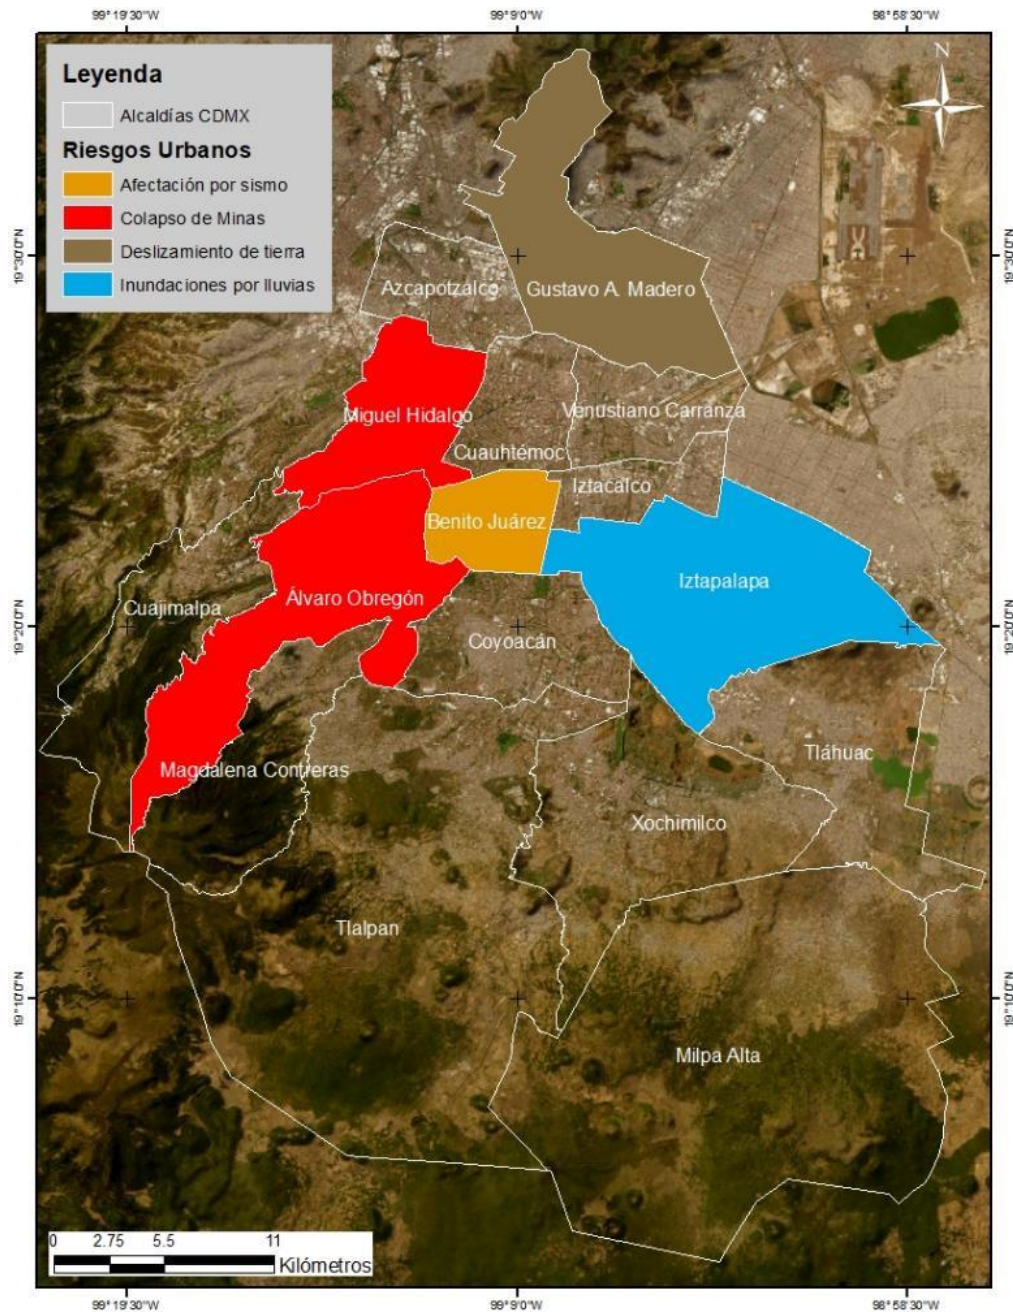 99°19'30"W 99°9'0"W 98°58'30"W
N
Leyenda
Alcaldías CDMX
Riesgos Urbanos
Afectación por sismo
Colapso de Minas
Deslizamiento de tierra
Inundaciones por lluvias
19°30'0"N 19°30'0"N
Azcapotzalco
Gustavo A. Madero
Miguel Hidalgo
Venustiano Carranza
Cuauhtémoc
Iztacalco
Benito Juárez
Iztapalapa
Álvaro Obregón
Cuajimalpa
19°20'0"N 19°20'0"N
Coyoacán
Tláhuac
Magdalena Contreras
Xochimilco
Tlalpan
19°10'0"N 19°10'0"N
Milpa Alta
0 2.75 5.5 11
Kilómetros
99°19'30"W 99°9'0"W 98°58'30"W